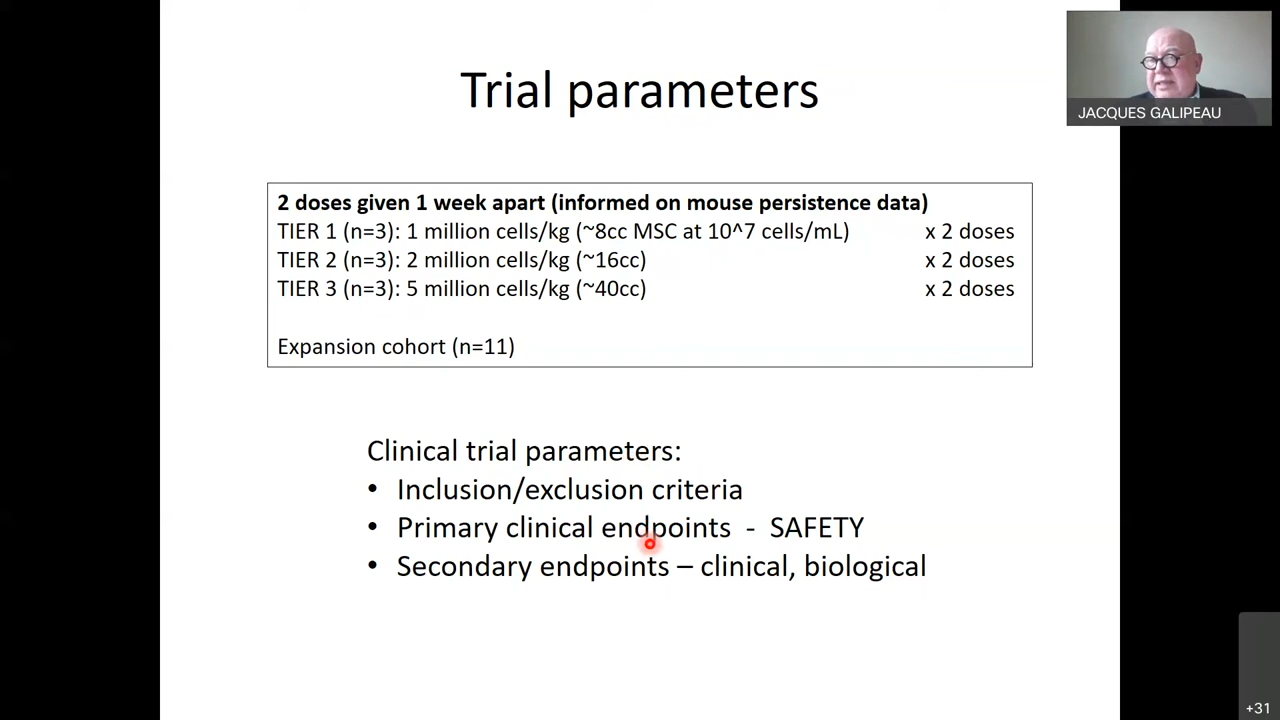 Trial parameters
JACQUES GALIPEAU
2 doses given 1 week apart (informed on mouse persistence data)
TIER 1 (n=3): 1 million cells/kg (~8cc MSC at 10^7 cells/mL) x 2 doses
TIER 2 (n=3): 2 million cells/kg (~16cc) x 2 doses
TIER 3 (n=3): 5 million cells/kg (~40cc) x 2 doses
Expansion cohort (n=11)
Clinical trial parameters:
• Inclusion/exclusion criteria
• Primary clinical endpoints - SAFETY
• Secondary endpoints – clinical, biological
+31